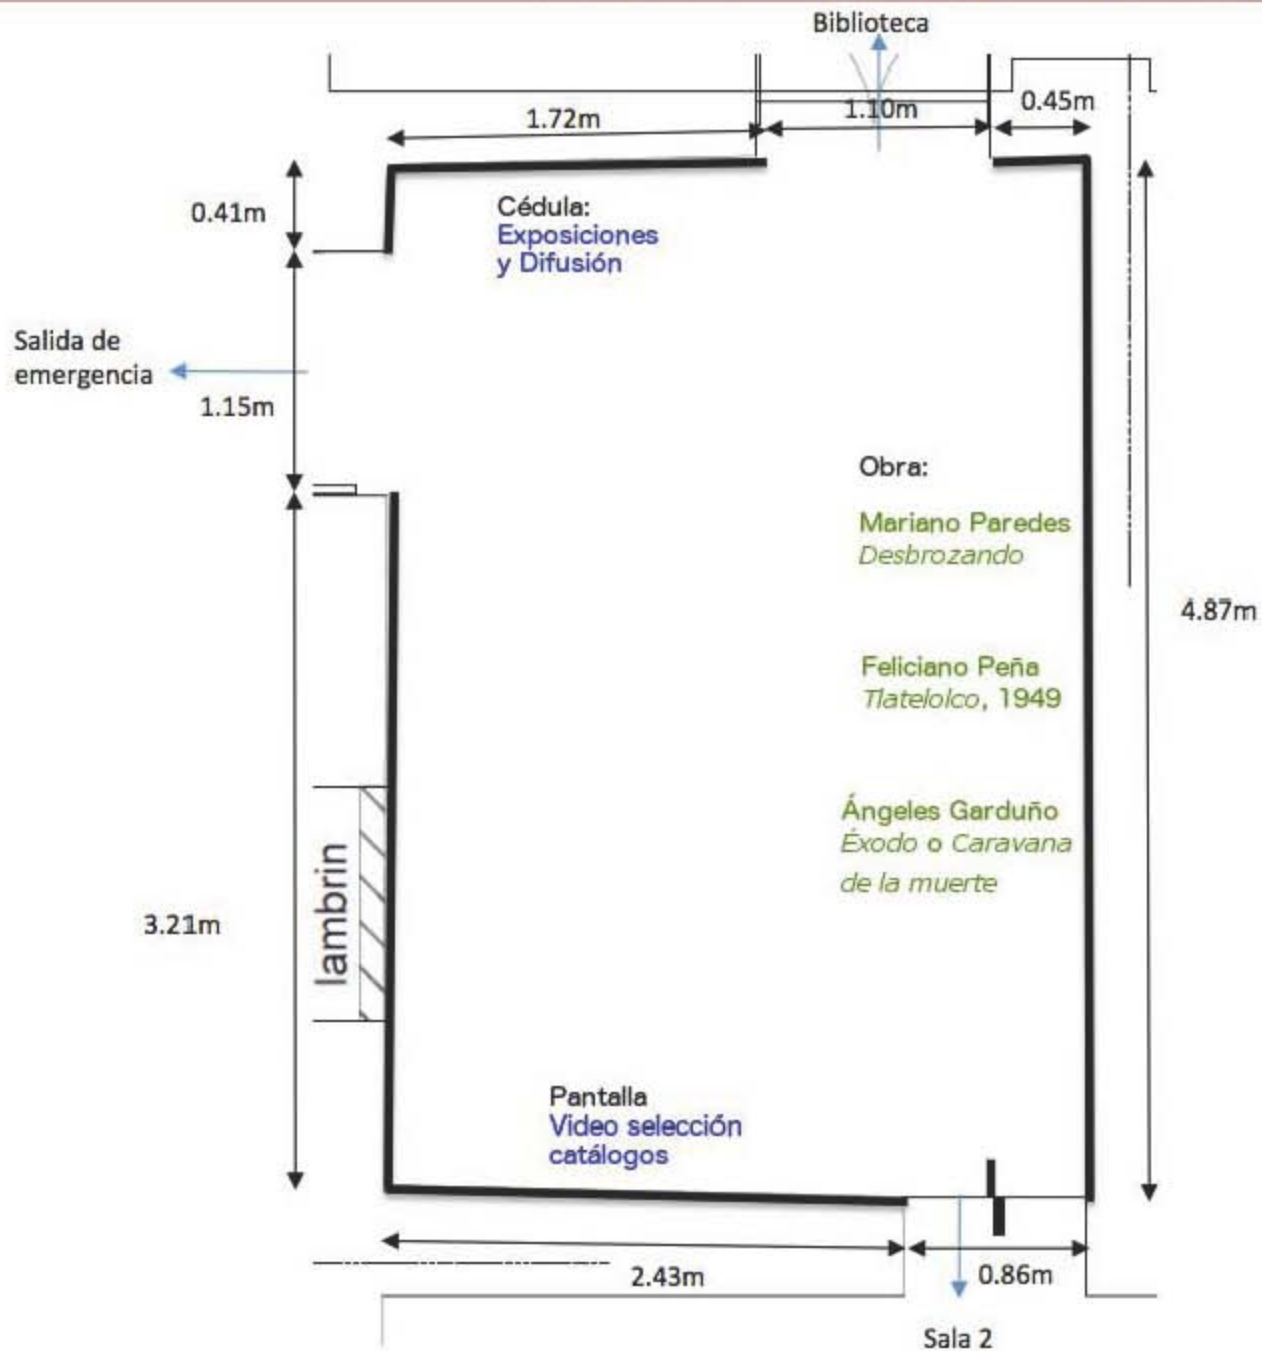 Biblioteca
1.72m
1.10m
0.45m
0.41m
Cédula:
Exposiciones
y Difusión
Salida de
emergencia
1.15m
Obra:
Mariano Paredes
Desbrozando
4.87m
Feliciano Peña
Tlatelolco, 1949
Ángeles Garduño
Éxodo o Caravana
de la muerte
lambrin
3.21m
Pantalla
Video selección
catálogos
2.43m
0.86m
Sala 2